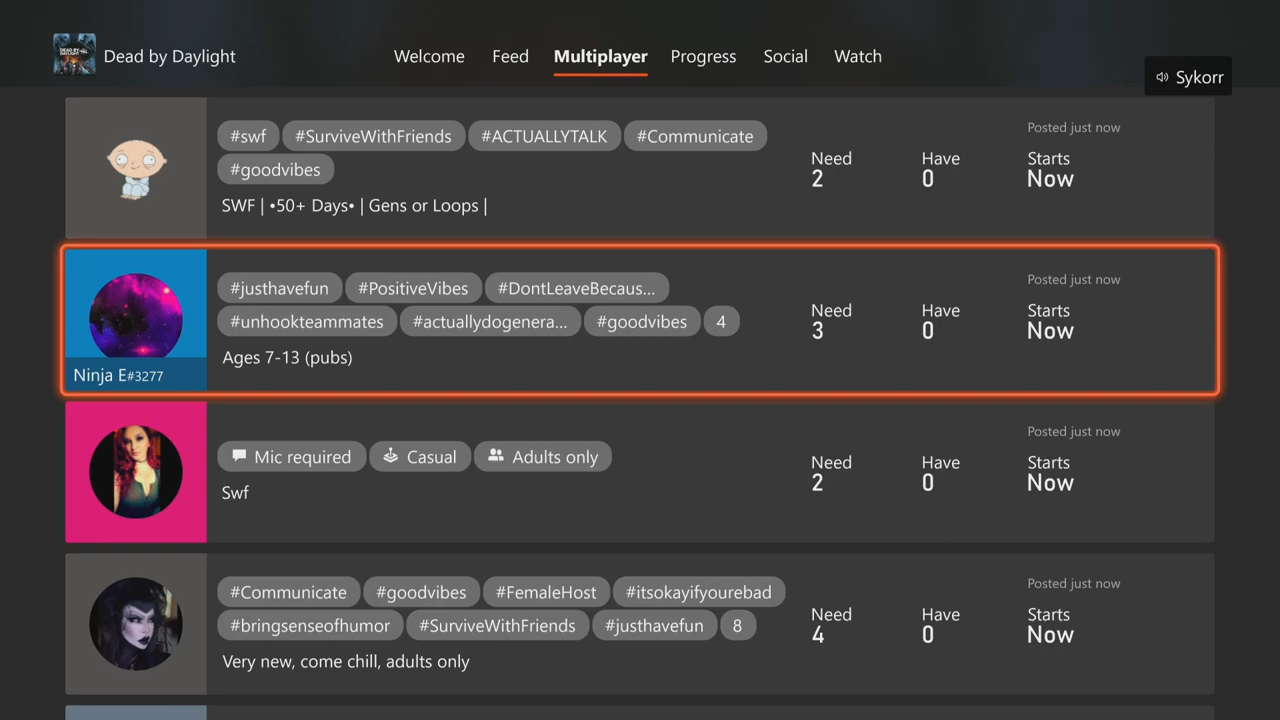 Dead by Daylight
Welcome Feed Multiplayer Progress Social Watch
Sykorr
#swf #SurviveWithFriends #ACTUALLYTALK #Communicate
#goodvibes
SWF | •50+ Days• | Gens or Loops |
Need
2
Have
0
Posted just now
Starts
Now
Ninja E#3277
#justhavefun #PositiveVibes #DontLeaveBecaus...
#unhookteammates #actuallydogenera... #goodvibes 4
Ages 7-13 (pubs)
Need
3
Have
0
Posted just now
Starts
Now
Mic required Casual Adults only
Swf
Need
2
Have
0
Posted just now
Starts
Now
#Communicate #goodvibes #FemaleHost #itsokayifyourebad
#bringsenseofhumor #SurviveWithFriends #justhavefun 8
Very new, come chill, adults only
Need
4
Have
0
Posted just now
Starts
Now